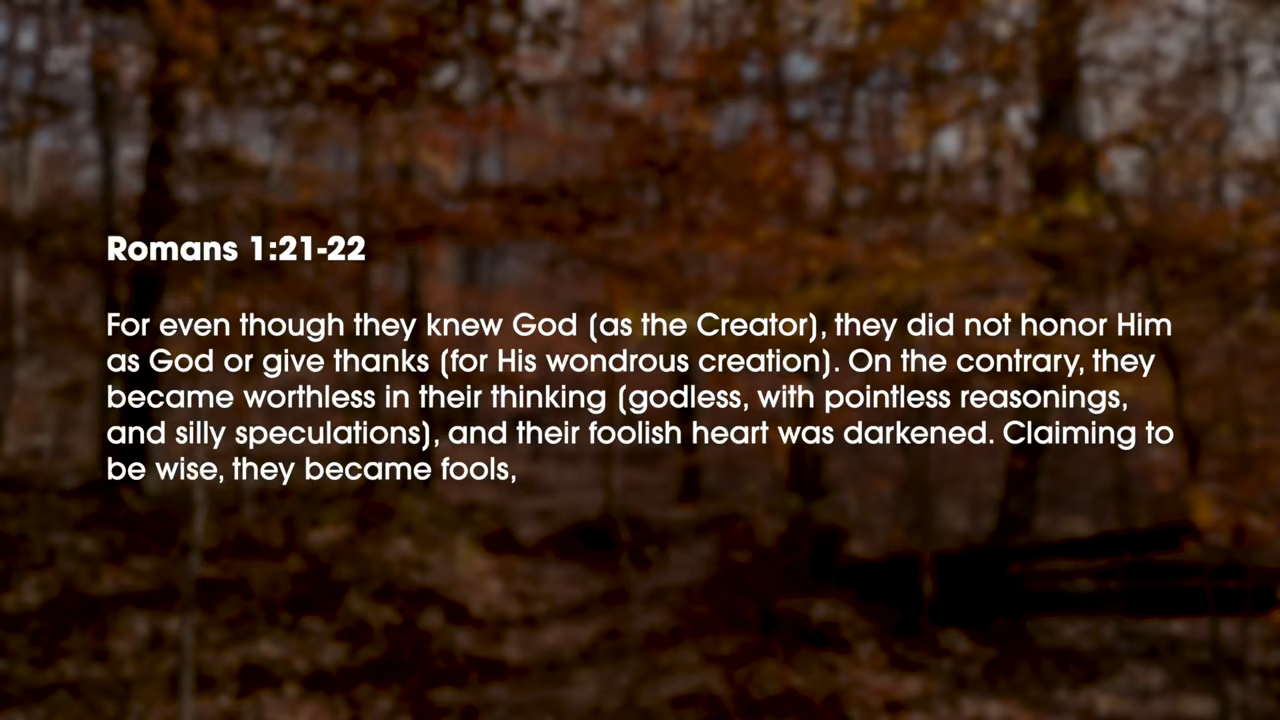 Romans 1:21-22
For even though they knew God (as the Creator), they did not honor Him
as God or give thanks (for His wondrous creation). On the contrary, they
became worthless in their thinking (godless, with pointless reasonings,
and silly speculations), and their foolish heart was darkened. Claiming to
be wise, they became fools,